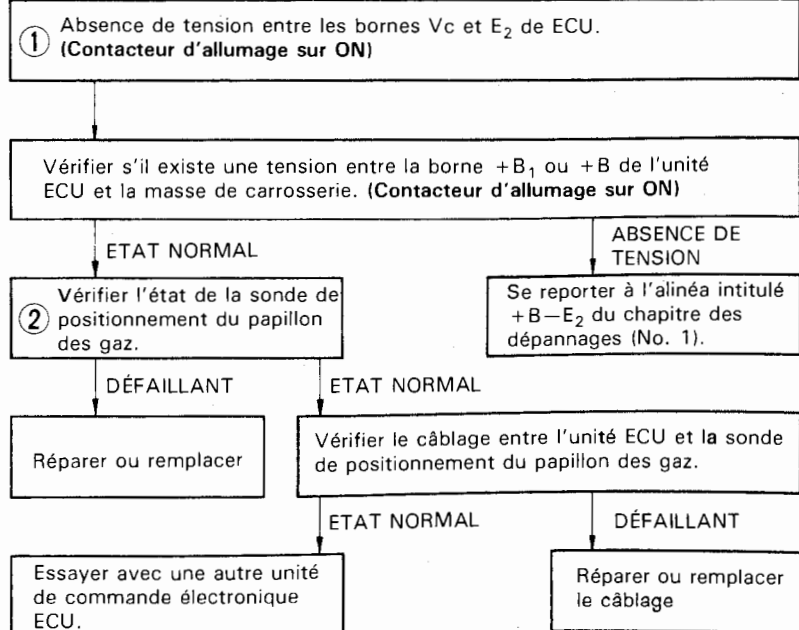 ① Absence de tension entre les bornes Vc et E₂ de ECU.
(Contacteur d'allumage sur ON)
Vérifier s'il existe une tension entre la borne +B₁ ou +B de l'unité
ECU et la masse de carrosserie. (Contacteur d'allumage sur ON)
ETAT NORMAL
ABSENCE DE
TENSION
② Vérifier l'état de la sonde de
positionnement du papillon
des gaz.
Se reporter à l'alinéa intitulé
+B—E₂ du chapitre des
dépannages (No. 1).
DÉFAILLANT
ETAT NORMAL
Réparer ou remplacer
Vérifier le câblage entre l'unité ECU et la sonde
de positionnement du papillon des gaz.
ETAT NORMAL
DÉFAILLANT
Essayer avec une autre unité
de commande électronique
ECU.
Réparer ou remplacer
le câblage